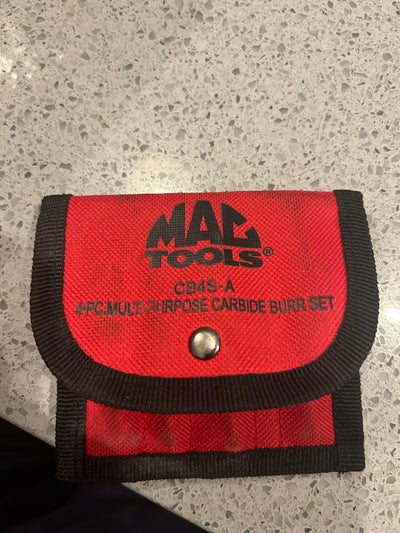 MAC
TOOLS®
CB4S-A
4-PC.MULTI-PURPOSE CARBIDE BURR SET